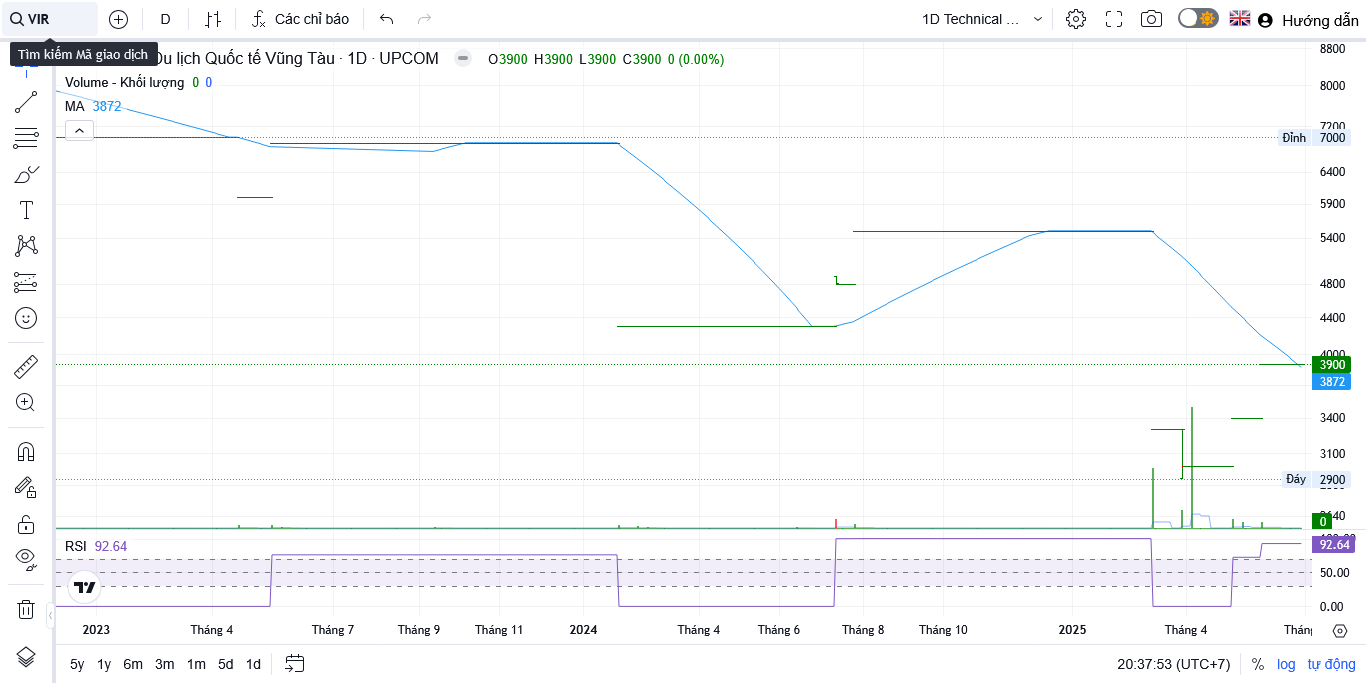 VIR
D
Các chỉ báo
1D Technical ...
Hướng dẫn
Tìm kiếm Mã giao dịch
Du lịch Quốc tế Vũng Tàu · 1D · UPCOM
O3900 H3900 L3900 C3900 0 (0.00%)
Volume - Khối lượng 0 0
MA 3872
8800
8000
7200
Đỉnh 7000
6400
5900
5400
4800
4400
4000
3900
3872
3400
3100
Đáy 2900
0
RSI 92.64
92.64
50.00
0.00
2023 Tháng 4 Tháng 7 Tháng 9 Tháng 11 2024 Tháng 4 Tháng 6 Tháng 8 Tháng 10 2025 Tháng 4
5y 1y 6m 3m 1m 5d 1d
20:37:53 (UTC+7) % log tự động